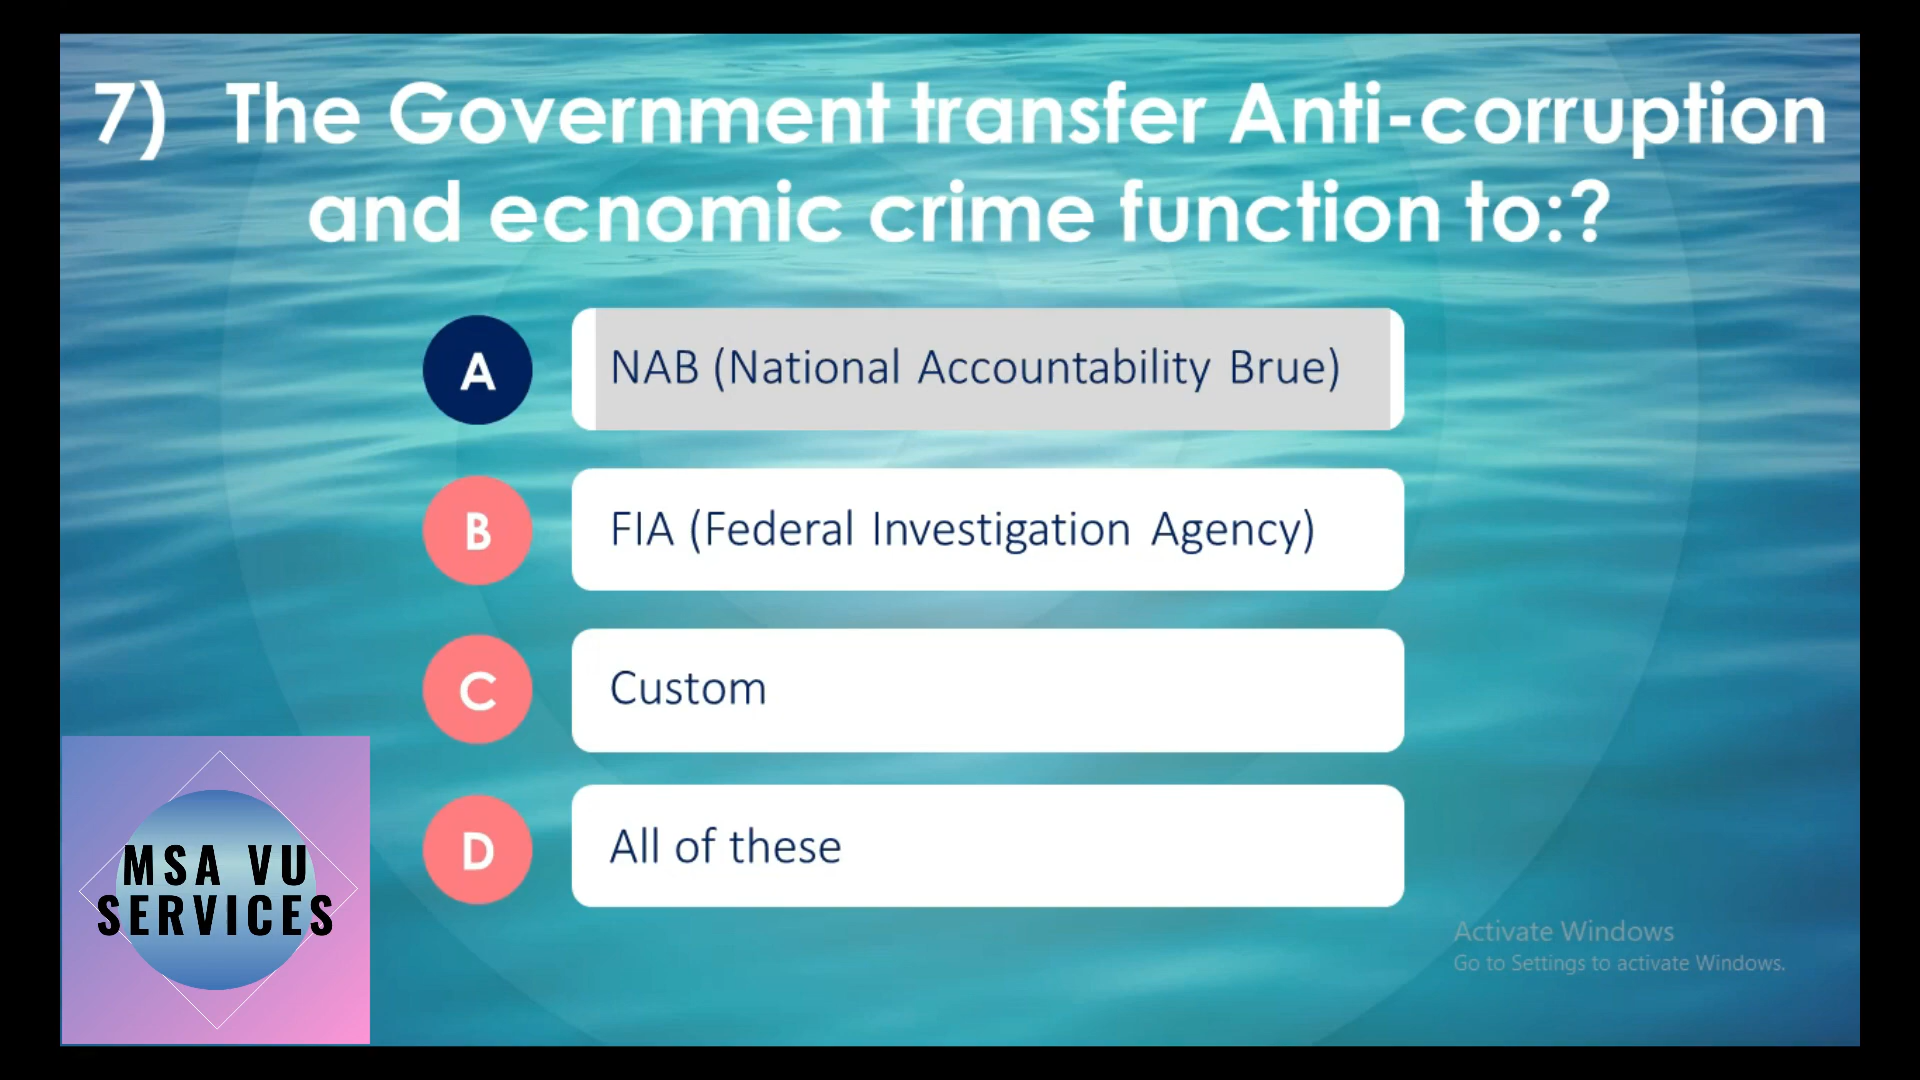 7) The Government transfer Anti-corruption
and ecnomic crime function to:?
A NAB (National Accountability Brue)
B FIA (Federal Investigation Agency)
C Custom
D All of these
MSA VU
SERVICES
Activate Windows
Go to Settings to activate Windows.